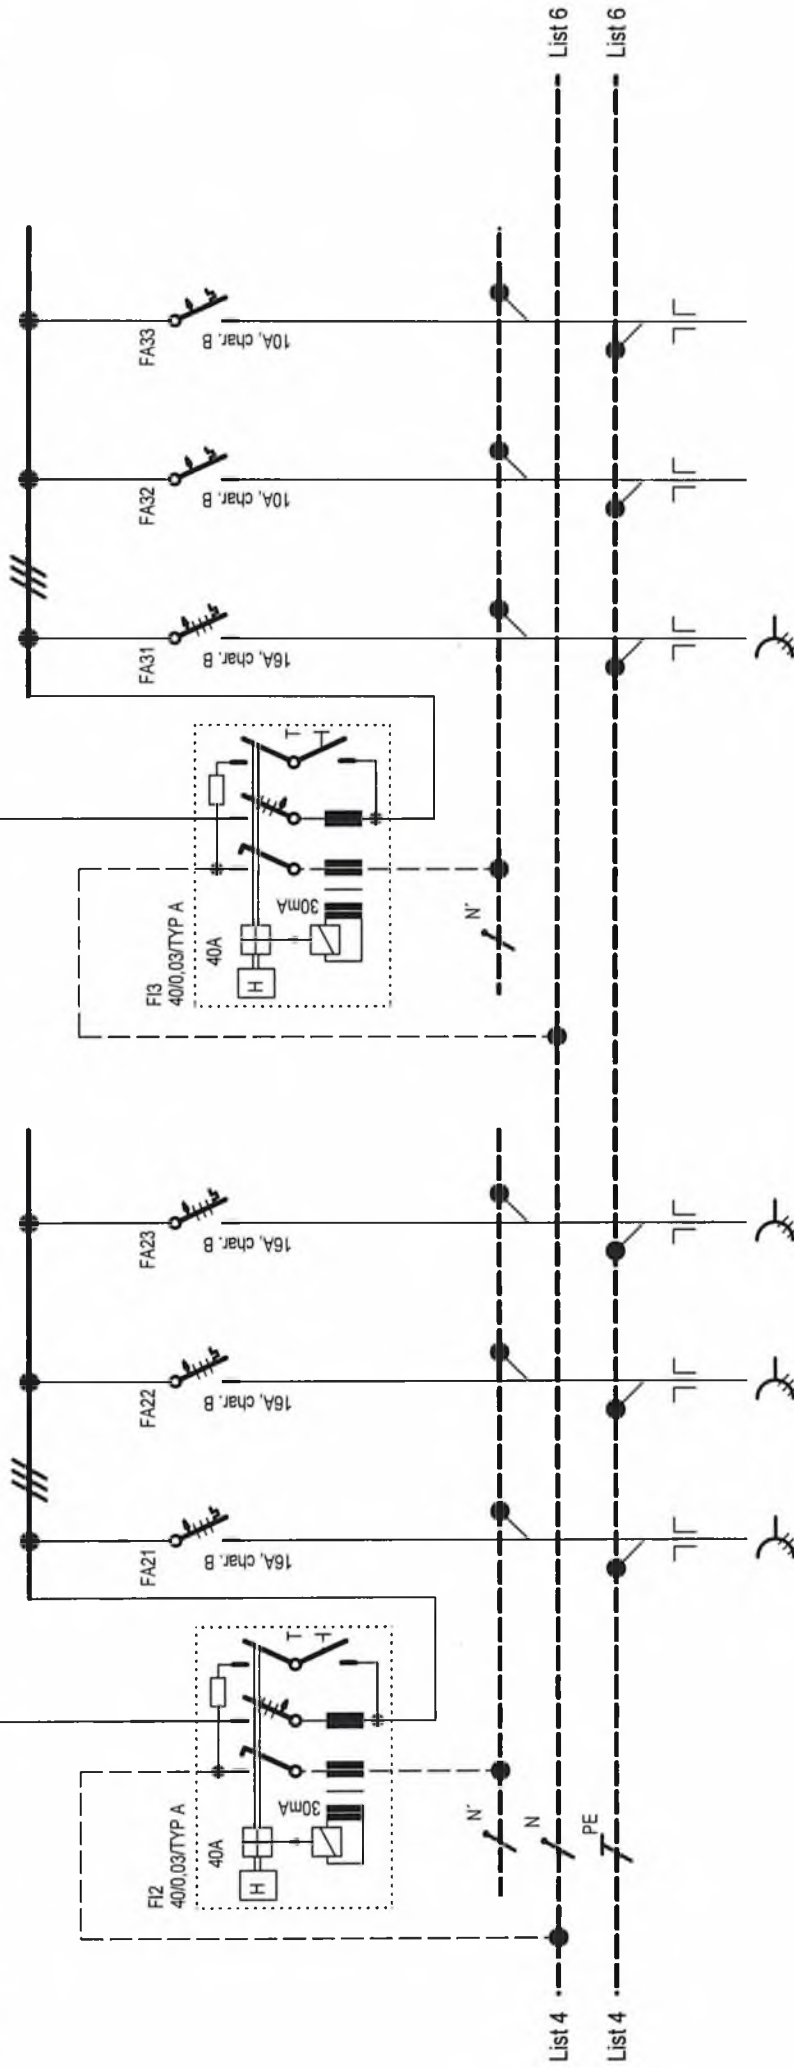 FI2
40/0,03/TYP A
40A
H
30mA
FA21
16A, char. B
FA22
16A, char. B
FA23
16A, char. B
FI3
40/0,03/TYP A
40A
H
30mA
FA31
16A, char. B
FA32
10A, char. B
FA33
10A, char. B
N'
N'
N
PE
List 4
List 6
List 4
List 6